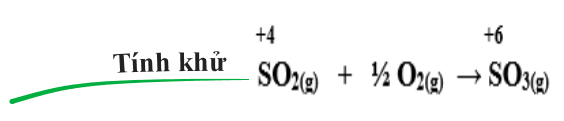 +4 +6
Tính khử SO₂(g) + ½ O₂(g) → SO₃(g)